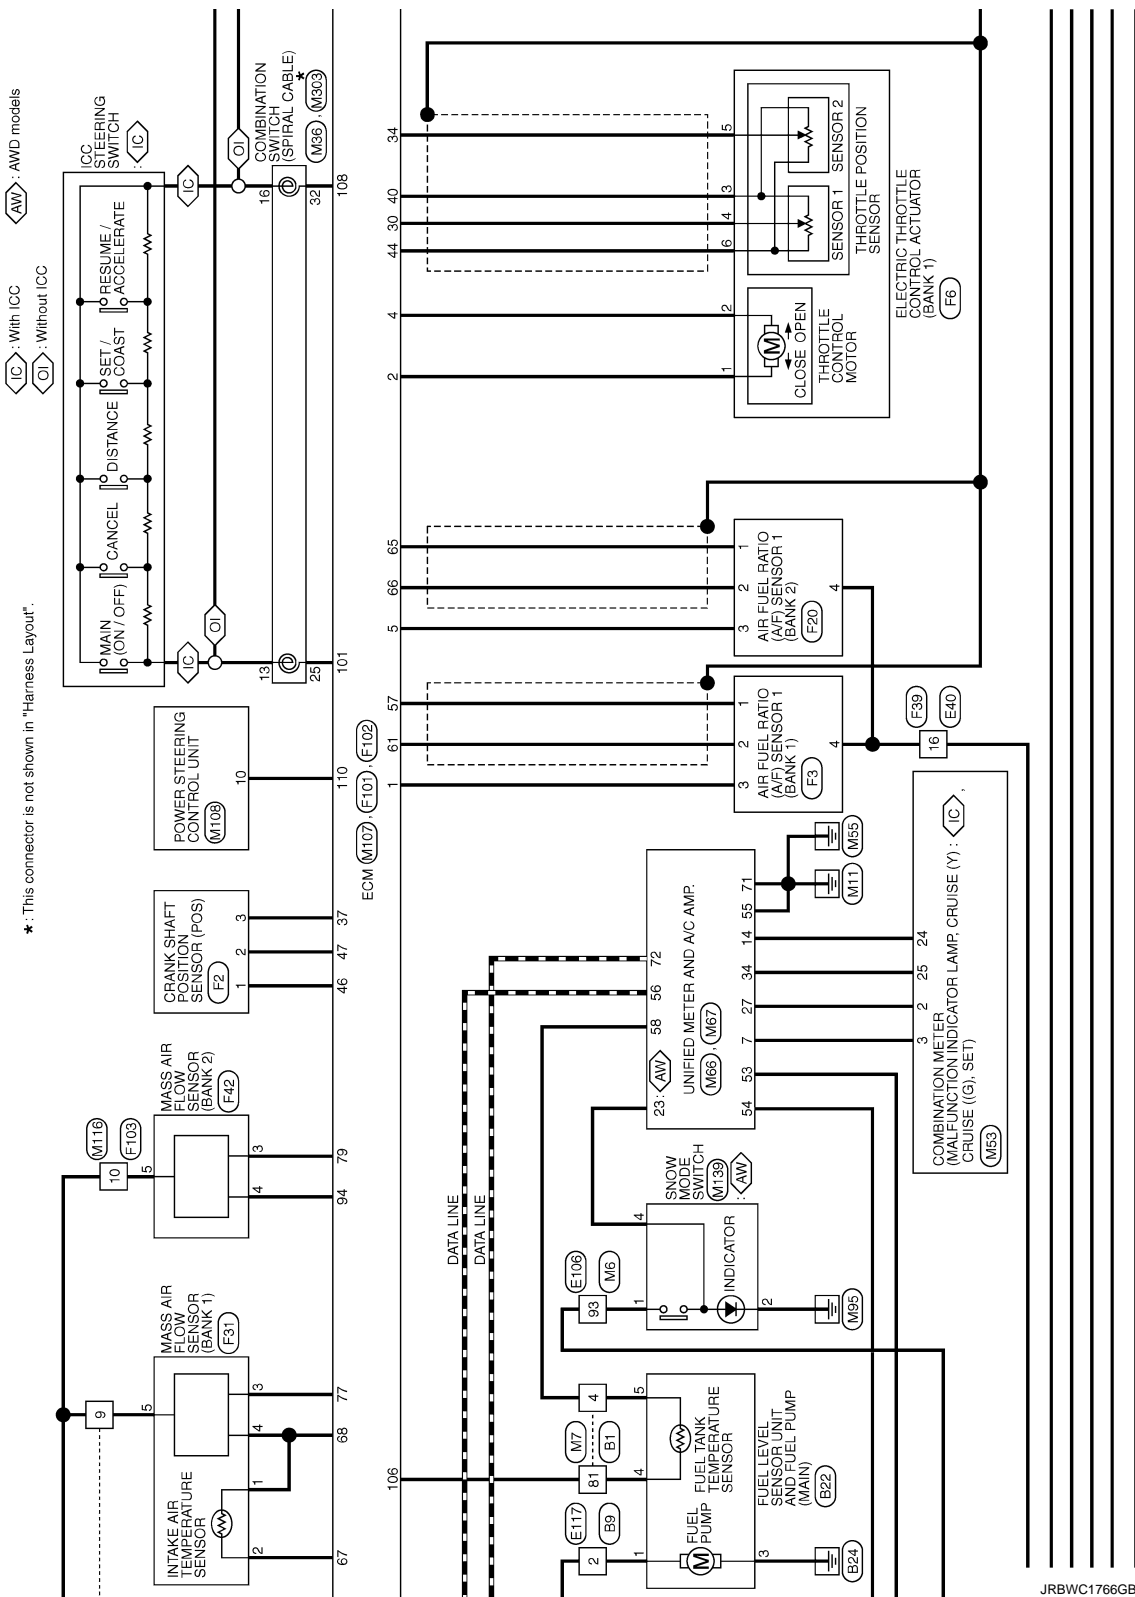 ★ : This connector is not shown in "Harness Layout".
IC : With ICC
OI : Without ICC
AW : AWD models
INTAKE AIR
TEMPERATURE
SENSOR
2
1
67
MASS AIR
FLOW
SENSOR
(BANK 1)
F31
9
5
4
3
68
77
M116
F103
10
5
MASS AIR
FLOW
SENSOR
(BANK 2)
F42
4
3
94
79
CRANK SHAFT
POSITION
SENSOR (POS)
F2
1
2
3
46
47
37
POWER STEERING
CONTROL UNIT
M108
10
110
ICC
STEERING
SWITCH
: IC
MAIN
(ON / OFF)
CANCEL
DISTANCE
SET /
COAST
RESUME /
ACCELERATE
IC
OI
IC
OI
13
16
25
32
101
108
COMBINATION
SWITCH
(SPIRAL CABLE)
★
M36 , M303
ECM M107 , F101 , F102
106
1
61
57
5
66
65
2
4
44
30
40
34
DATA LINE
DATA LINE
E117
B9
2
M7
B1
81
4
1
4
5
FUEL
PUMP
M
FUEL TANK
TEMPERATURE
SENSOR
3
B24
FUEL LEVEL
SENSOR UNIT
AND FUEL PUMP
(MAIN)
B22
E106
M6
93
1
4
SNOW
MODE
SWITCH
M139
: AW
INDICATOR
2
M95
23 : AW
58
56
72
UNIFIED METER AND A/C AMP.
M66 , M67
54
53
7
27
34
14
55
71
M11
M55
3
2
25
24
COMBINATION METER
(MALFUNCTION INDICATOR LAMP, CRUISE (Y) : IC ,
CRUISE ((G), SET)
M53
3
2
1
AIR FUEL RATIO
(A/F) SENSOR 1
(BANK 1)
F3
4
3
2
1
AIR FUEL RATIO
(A/F) SENSOR 1
(BANK 2)
F20
4
F39
16
E40
1
2
M
CLOSE OPEN
THROTTLE
CONTROL
MOTOR
6
4
3
5
SENSOR 1
SENSOR 2
THROTTLE POSITION
SENSOR
ELECTRIC THROTTLE
CONTROL ACTUATOR
(BANK 1)
F6
JRBWC1766GB